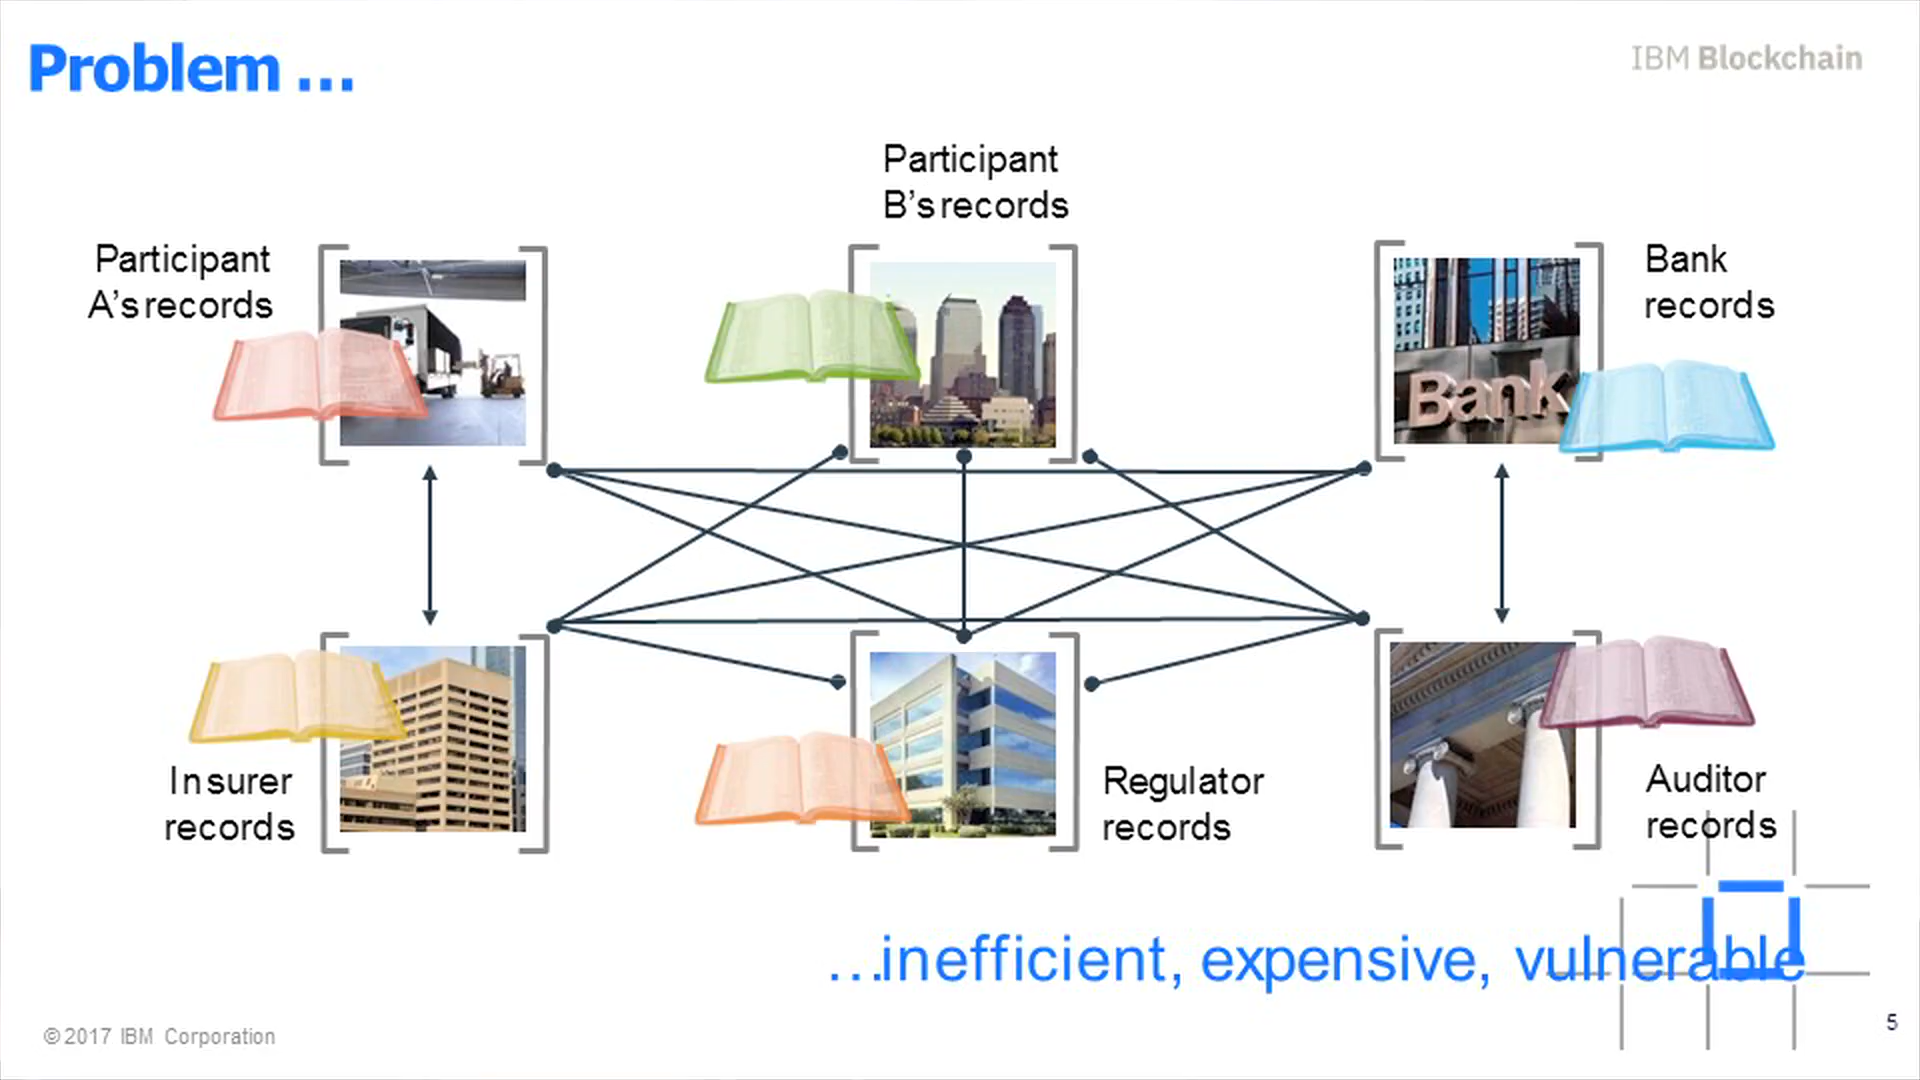 Problem ...
IBM Blockchain
Participant
B's records
Participant
A's records
Bank
records
Bank
Insurer
records
Regulator
records
Auditor
records
...inefficient, expensive, vulnerable
© 2017 IBM Corporation
5